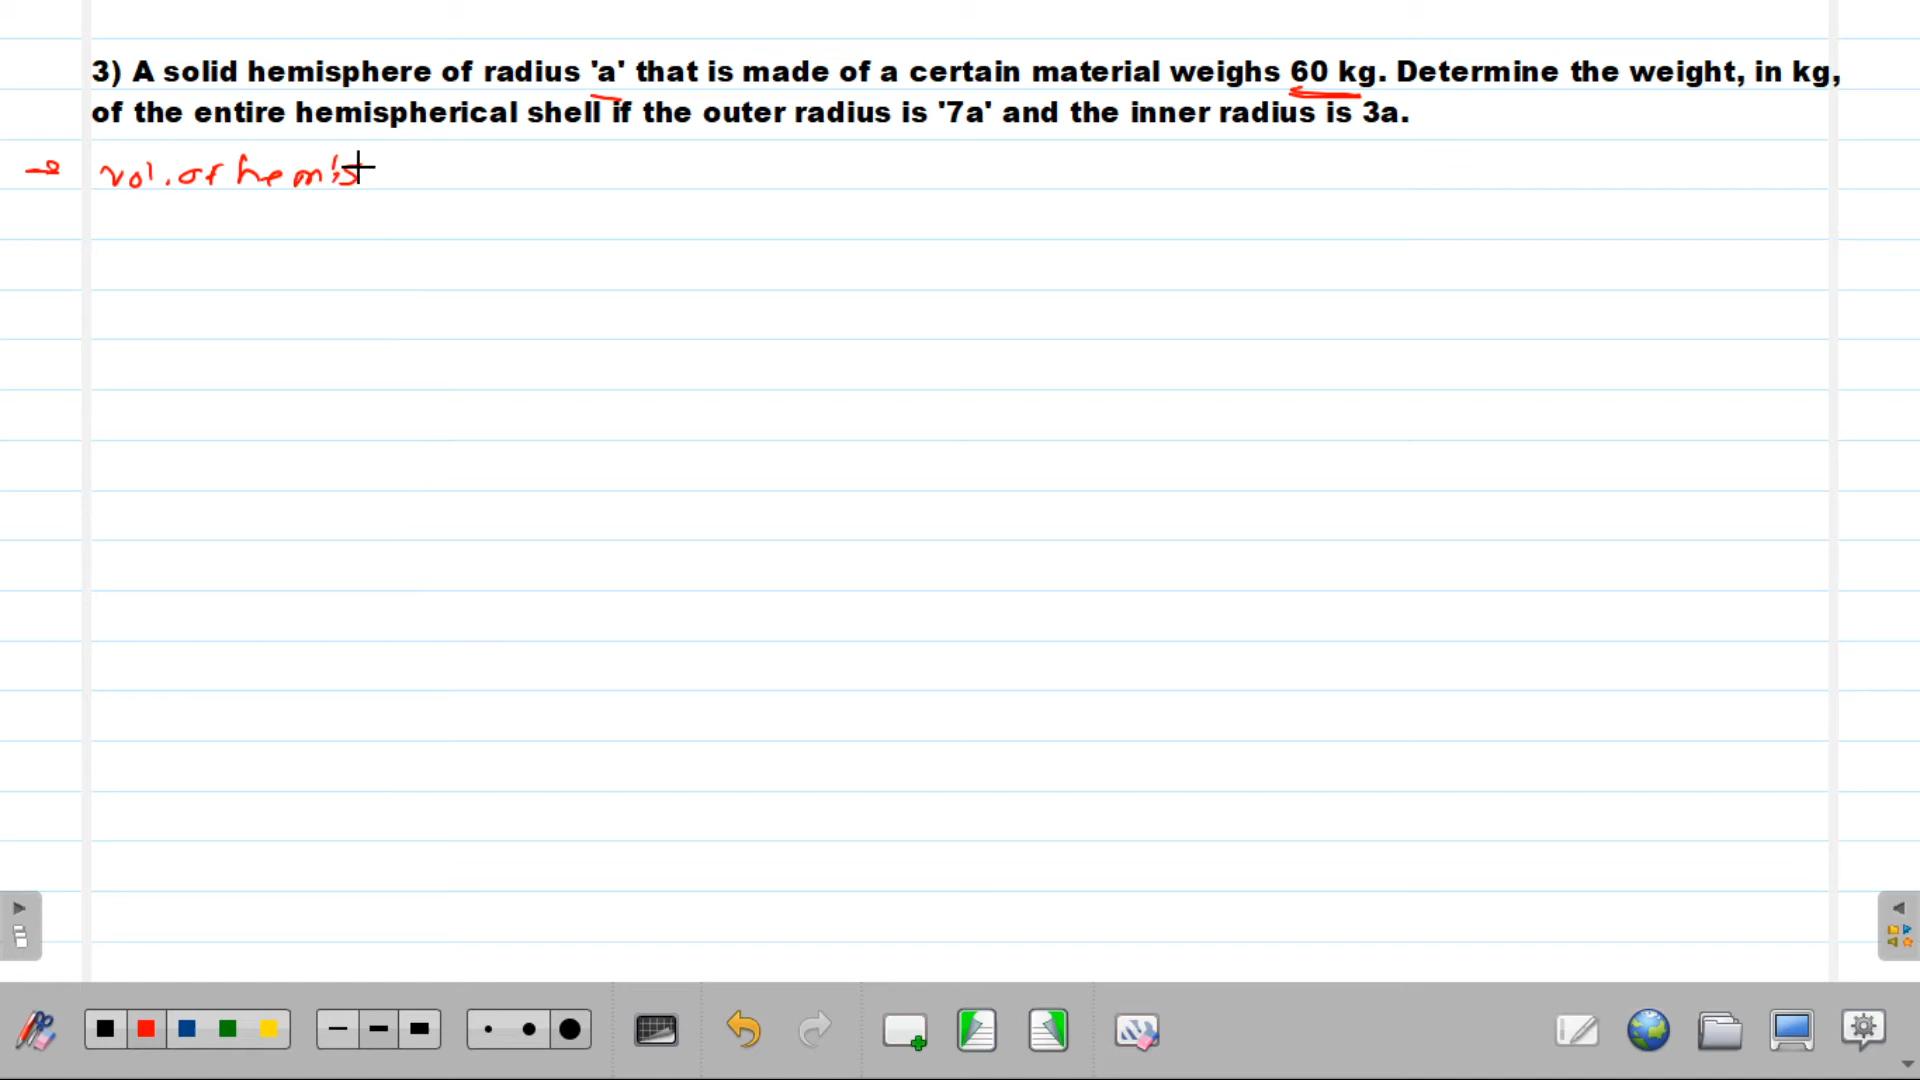 3) A solid hemisphere of radius 'a' that is made of a certain material weighs 60 kg. Determine the weight, in kg,
of the entire hemispherical shell if the outer radius is '7a' and the inner radius is 3a.
vol. of hemis